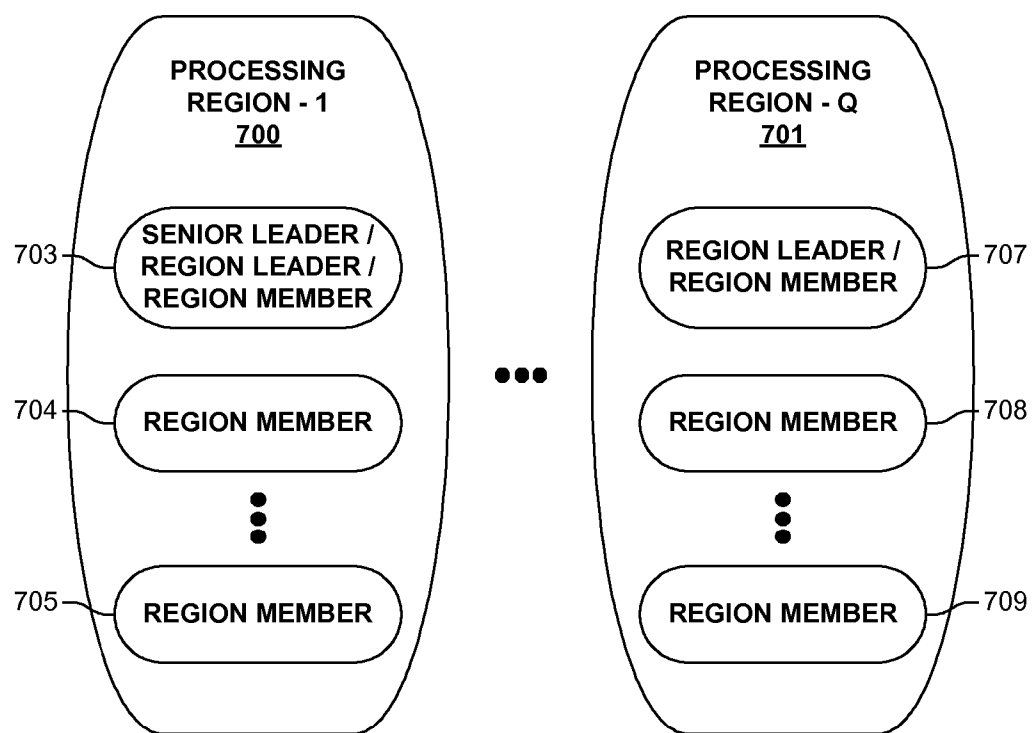 PROCESSING
REGION - 1
700
703
SENIOR LEADER /
REGION LEADER /
REGION MEMBER
704
REGION MEMBER
705
REGION MEMBER
PROCESSING
REGION - Q
701
REGION LEADER /
REGION MEMBER
707
REGION MEMBER
708
REGION MEMBER
709